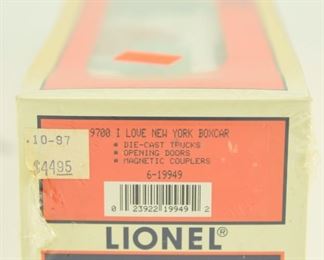 9700 I LOVE NEW YORK BOXCAR
• DIE-CAST TRUCKS
• OPENING DOORS
• MAGNETIC COUPLERS
6-19949
10-97
$44.95
0 23922 19949 2
LIONEL®